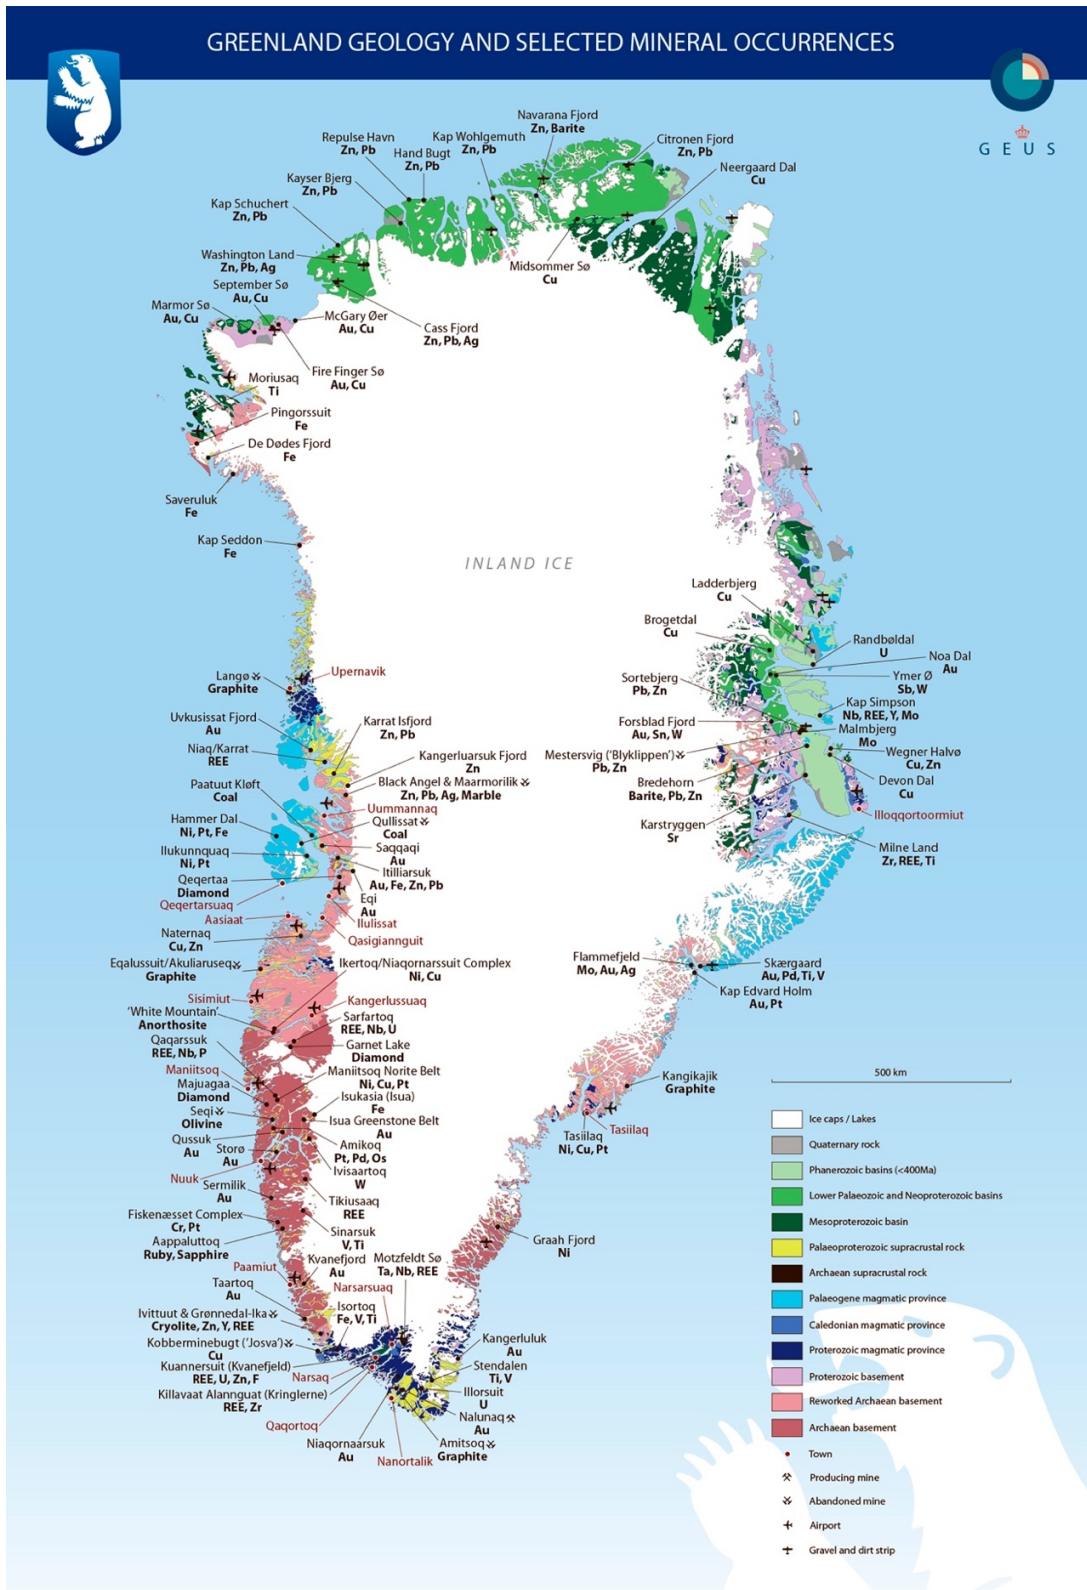 GREENLAND GEOLOGY AND SELECTED MINERAL OCCURRENCES
G E U S
Navarana Fjord
Zn, Barite
Repulse Havn
Zn, Pb
Kap Wohlgemuth
Zn, Pb
Citronen Fjord
Zn, Pb
Hand Bugt
Zn, Pb
Neergaard Dal
Cu
Kayser Bjerg
Zn, Pb
Kap Schuchert
Zn, Pb
Washington Land
Zn, Pb, Ag
Midsommer Sø
Cu
September Sø
Au, Cu
Marmor Sø
Au, Cu
McGary Øer
Au, Cu
Cass Fjord
Zn, Pb, Ag
Fire Finger Sø
Au, Cu
Moriusaq
Ti
Pingorssuit
Fe
De Dødes Fjord
Fe
Saveruluk
Fe
Kap Seddon
Fe
INLAND ICE
Ladderbjerg
Cu
Brogetdal
Cu
Randbøldal
U
Noa Dal
Au
Ymer Ø
Sb, W
Sortebjerg
Pb, Zn
Kap Simpson
Nb, REE, Y, Mo
Forsblad Fjord
Au, Sn, W
Malmbjerg
Mo
Mestersvig ('Blyklippen')
Pb, Zn
Wegner Halvø
Cu, Zn
Bredehorn
Barite, Pb, Zn
Devon Dal
Cu
Illoqqortoormiut
Karstryggen
Sr
Milne Land
Zr, REE, Ti
Langø
Graphite
Upernavik
Uvkusissat Fjord
Au
Karrat Isfjord
Zn, Pb
Niaq/Karrat
REE
Kangerluarsuk Fjord
Zn
Paatuut Kløft
Coal
Black Angel & Maarmorilik
Zn, Pb, Ag, Marble
Uummannaq
Hammer Dal
Ni, Pt, Fe
Qullissat
Coal
Saqqaqi
Au
Ilukunnquaq
Ni, Pt
Itilliarsuk
Au, Fe, Zn, Pb
Qeqertaa
Diamond
Eqi
Au
Qeqertarsuaq
Ilulissat
Aasiaat
Qasigiannguit
Naternaq
Cu, Zn
Eqalussuit/Akuliaruseq
Graphite
Ikertoq/Niaqornarssuit Complex
Ni, Cu
Flammefjeld
Mo, Au, Ag
Skærgaard
Au, Pd, Ti, V
Kap Edvard Holm
Au, Pt
Sisimiut
Kangerlussuaq
'White Mountain'
Anorthosite
Sarfartoq
REE, Nb, U
Qaqarssuk
REE, Nb, P
Garnet Lake
Diamond
Maniitsoq
Maniitsoq Norite Belt
Ni, Cu, Pt
Majuagaa
Diamond
Isukasia (Isua)
Fe
Seqi
Olivine
Isua Greenstone Belt
Au
Qussuk
Au
Amikoq
Pt, Pd, Os
Storø
Au
Ivisaartoq
W
Nuuk
Sermilik
Au
Tikiusaaq
REE
Kangikajik
Graphite
Tasiilaq
Tasiilaq
Ni, Cu, Pt
Fiskenæsset Complex
Cr, Pt
Sinarsuk
V, Ti
Aappaluttoq
Ruby, Sapphire
Graah Fjord
Ni
Paamiut
Kvanefjord
Au
Motzfeldt Sø
Ta, Nb, REE
Taartoq
Au
Narsarsuaq
Ivittuut & Grønnedal-Ika
Cryolite, Zn, Y, REE
Isortoq
Fe, V, Ti
Kobberminebugt ('Josva')
Cu
Kangerluluk
Au
Kuannersuit (Kvanefjeld)
REE, U, Zn, F
Narsaq
Stendalen
Ti, V
Killavaat Alannguat (Kringlerne)
REE, Zr
Illorsuit
U
Qaqortoq
Nalunaq
Au
Niaqornaarsuk
Au
Amitsoq
Graphite
Nanortalik
500 km
Ice caps / Lakes
Quaternary rock
Phanerozoic basins (<400Ma)
Lower Palaeozoic and Neoproterozoic basins
Mesoproterozoic basin
Palaeoproterozoic supracrustal rock
Archaean supracrustal rock
Palaeogene magmatic province
Caledonian magmatic province
Proterozoic magmatic province
Proterozoic basement
Reworked Archaean basement
Archaean basement
Town
Producing mine
Abandoned mine
Airport
Gravel and dirt strip